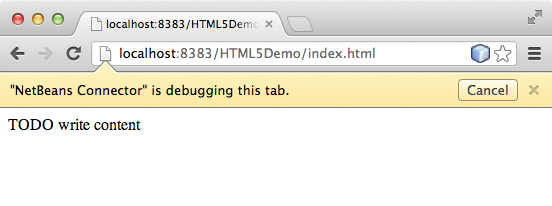 localhost:8383/HTML5Demo
localhost:8383/HTML5Demo/index.html
"NetBeans Connector" is debugging this tab.
Cancel
TODO write content